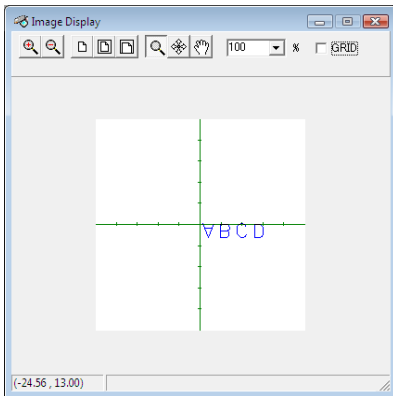 Image Display
100 % GRID
ABCD
(-24.56 , 13.00)